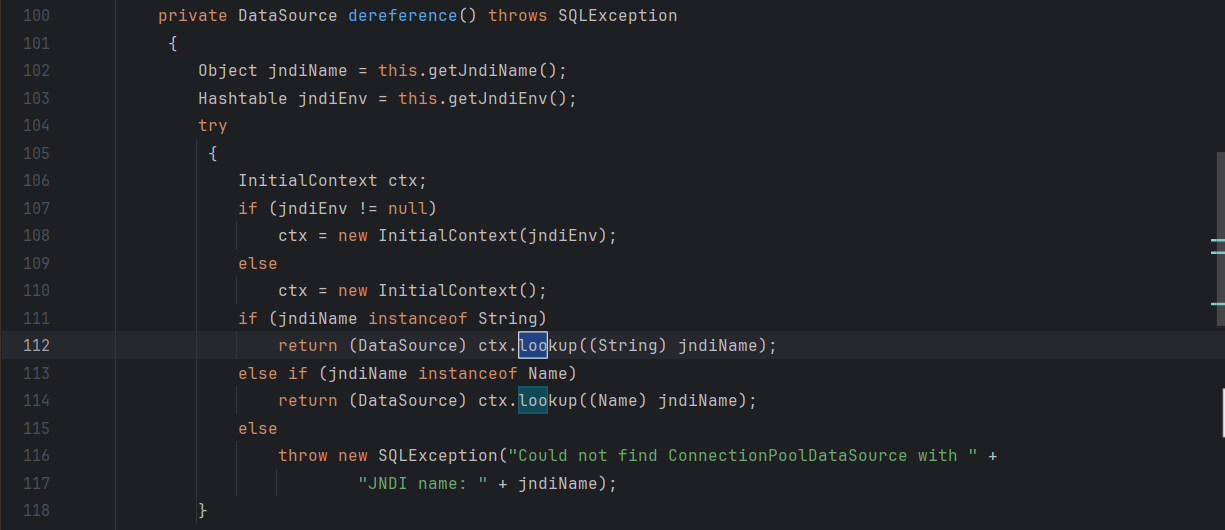 100 private DataSource dereference() throws SQLException
101 {
102 Object jndiName = this.getJndiName();
103 Hashtable jndiEnv = this.getJndiEnv();
104 try
105 {
106 InitialContext ctx;
107 if (jndiEnv != null)
108 ctx = new InitialContext(jndiEnv);
109 else
110 ctx = new InitialContext();
111 if (jndiName instanceof String)
112 return (DataSource) ctx.lookup((String) jndiName);
113 else if (jndiName instanceof Name)
114 return (DataSource) ctx.lookup((Name) jndiName);
115 else
116 throw new SQLException("Could not find ConnectionPoolDataSource with " +
117 "JNDI name: " + jndiName);
118 }